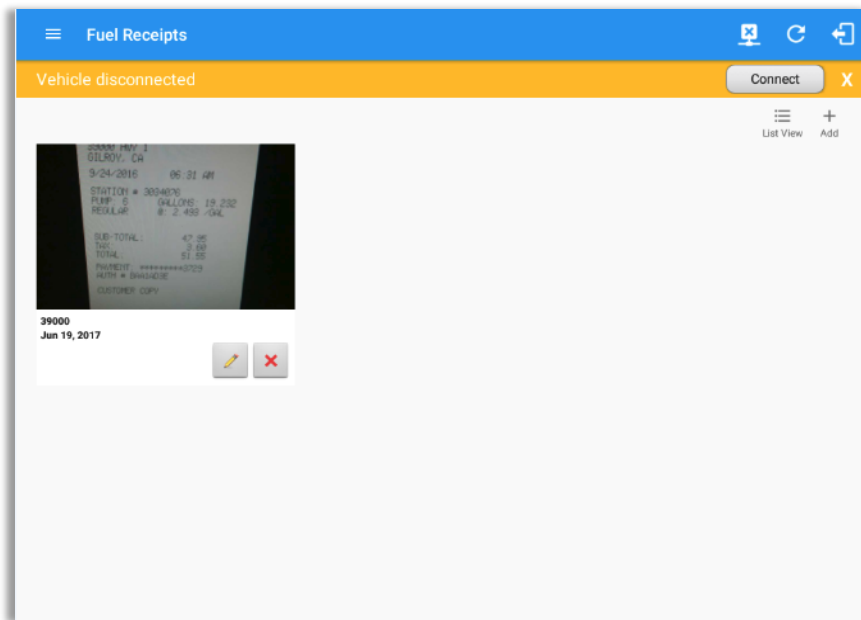 Fuel Receipts
Vehicle disconnected
Connect
X
List View
Add
39000 HWY 1
GILROY, CA
9/24/2016 06:31 AM
STATION #
PUMP: 6 GALLONS: 19.232
REGULAR @: 2.499 /GAL
SUB-TOTAL: 47.95
TAX: 3.60
TOTAL: 51.55
PAYMENT: *********3729
AUTH #
CUSTOMER COPY
39000
Jun 19, 2017